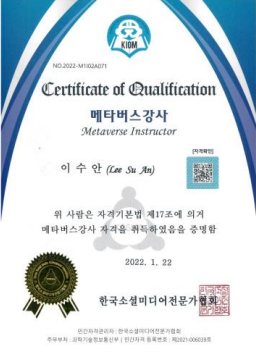 KIOM
NO.2022-M1I02A071
Certificate of Qualification
메타버스강사
Metaverse Instructor
[자격확인]
이 수 안 (Lee Su An)
위 사람은 자격기본법 제17조에 의거
메타버스강사 자격을 취득하였음을 증명함
2022. 1. 22
한국소셜미디어전문가협회
민간자격관리자 : 한국소셜미디어전문가협회
주무부처 : 과학기술정보통신부 | 민간자격 등록번호 : 제2021-006030호